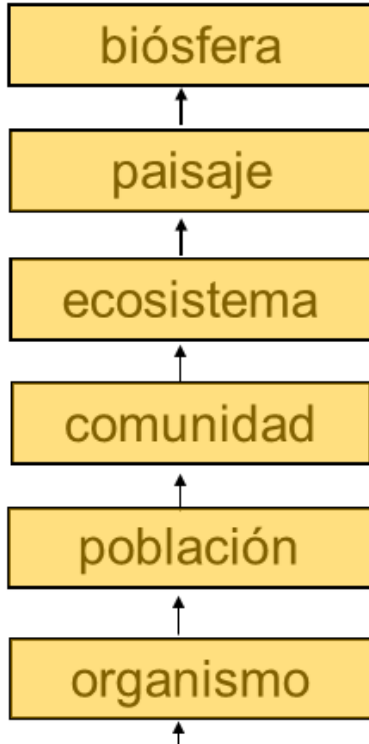 biósfera
paisaje
ecosistema
comunidad
población
organismo